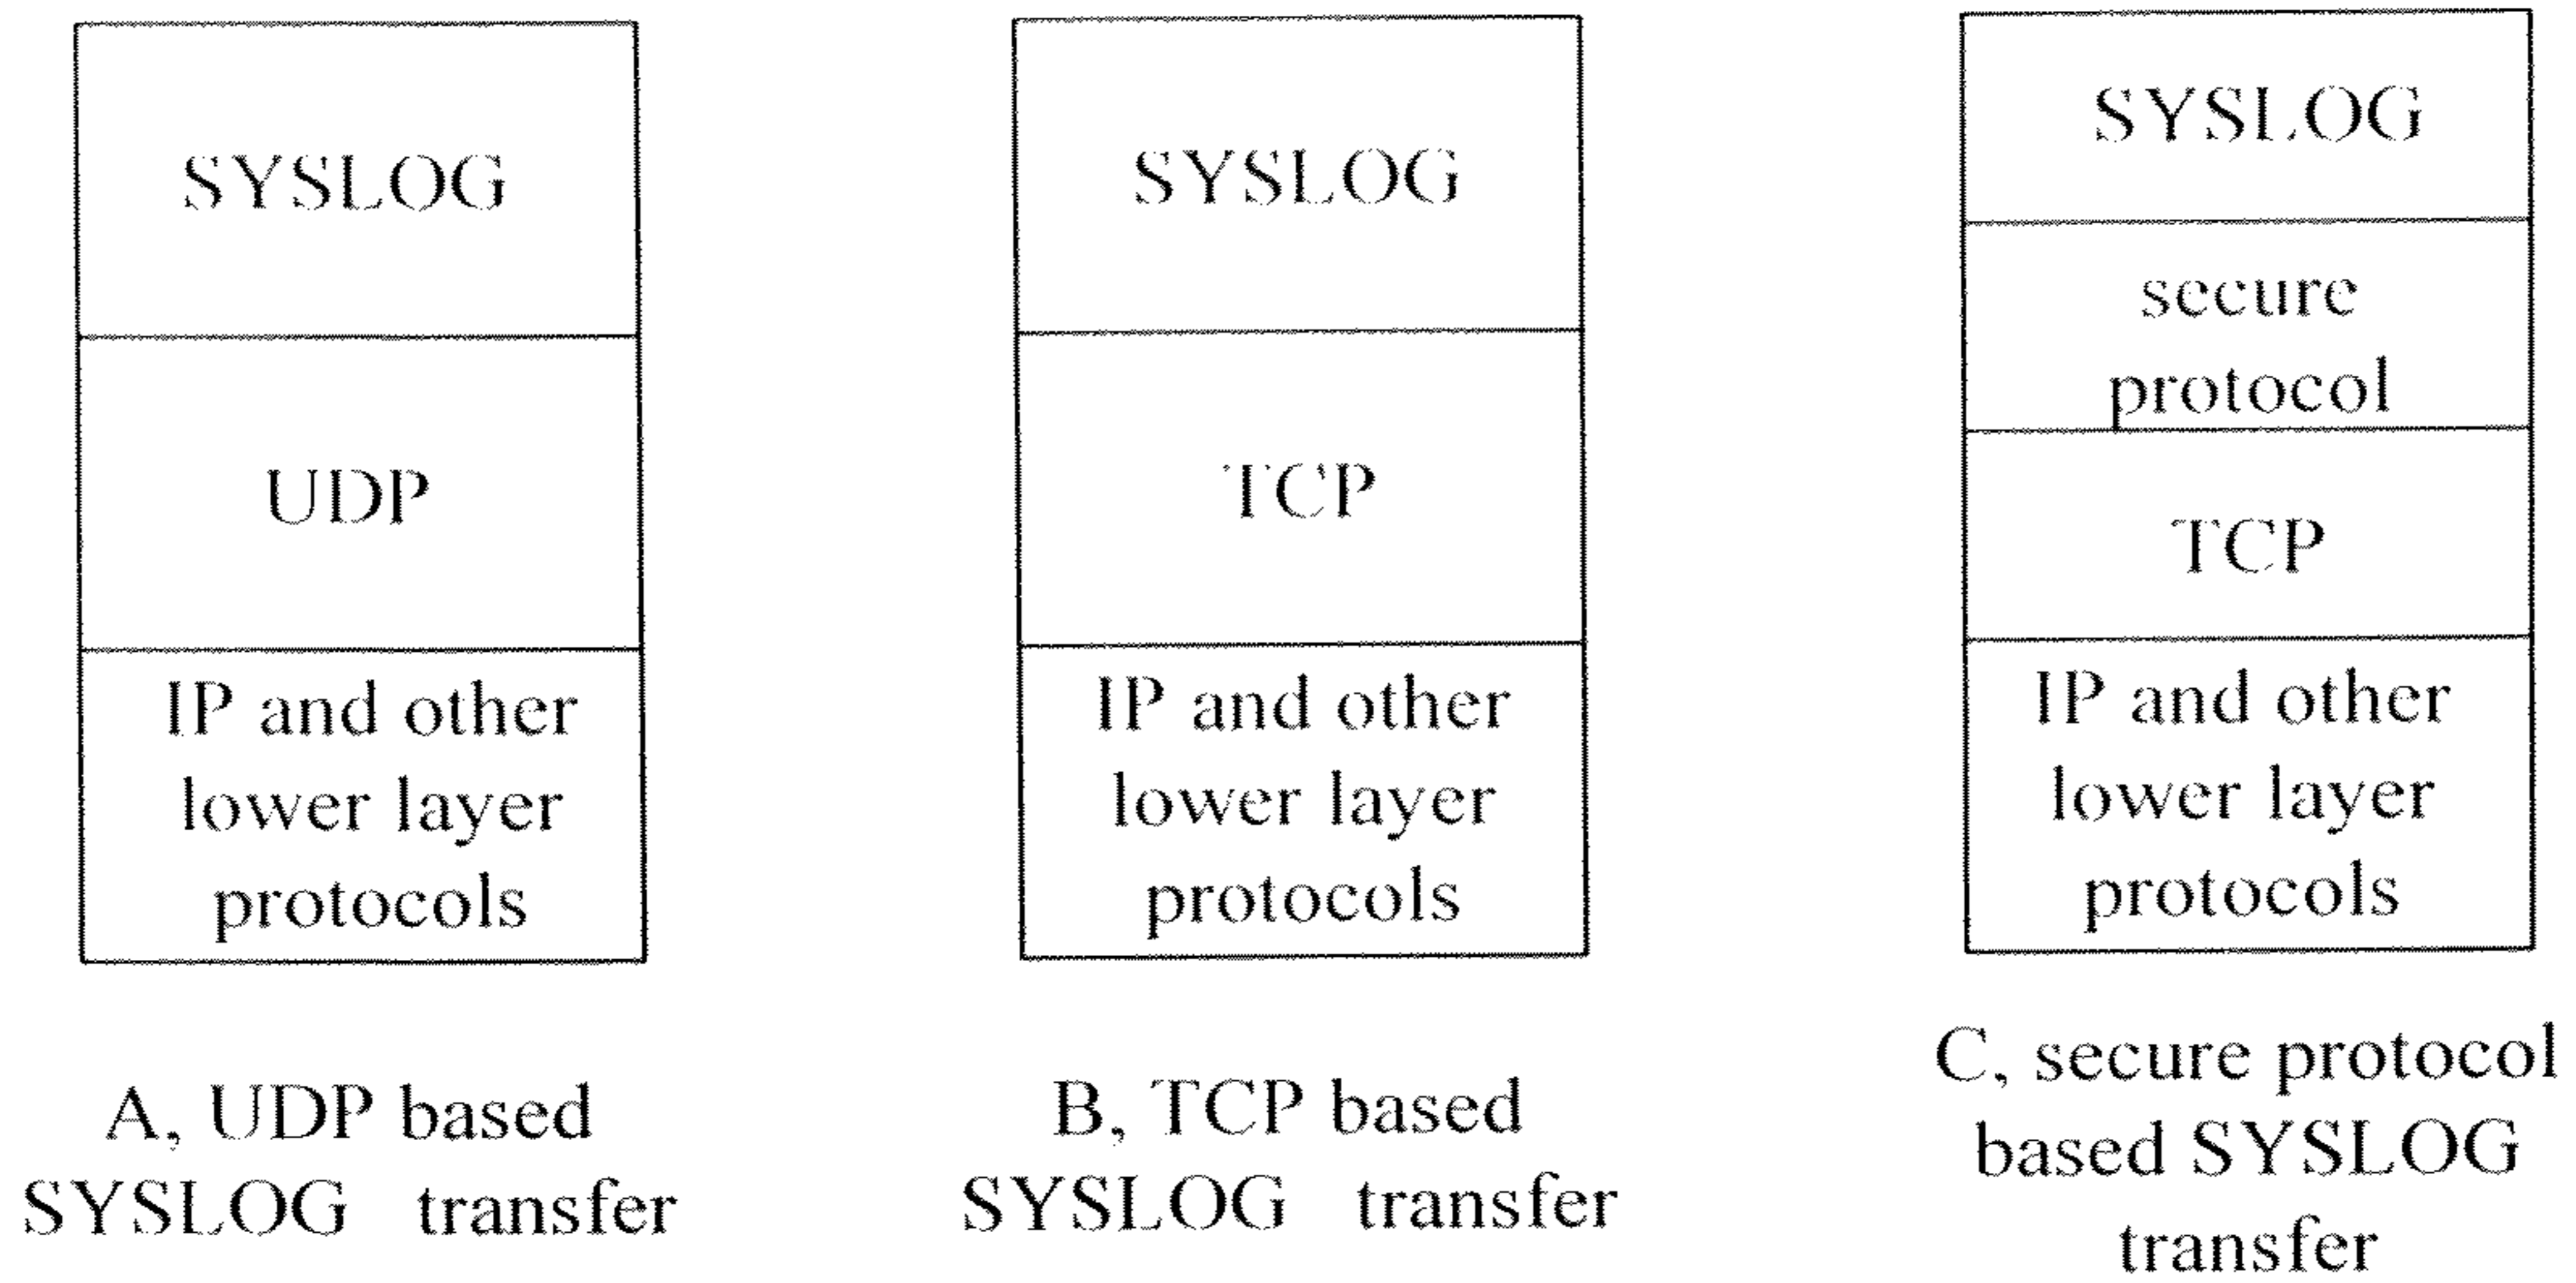 SYSLOG
UDP
IP and other
lower layer
protocols
A, UDP based
SYSLOG transfer
SYSLOG
TCP
IP and other
lower layer
protocols
B, TCP based
SYSLOG transfer
SYSLOG
secure
protocol
TCP
IP and other
lower layer
protocols
C, secure protocol
based SYSLOG
transfer